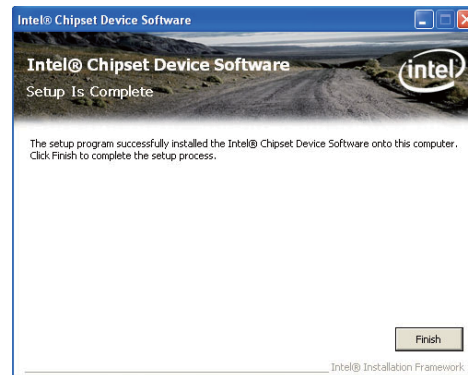 Intel® Chipset Device Software
Intel® Chipset Device Software
Setup Is Complete
intel
The setup program successfully installed the Intel® Chipset Device Software onto this computer.
Click Finish to complete the setup process.
Finish
Intel® Installation Framework